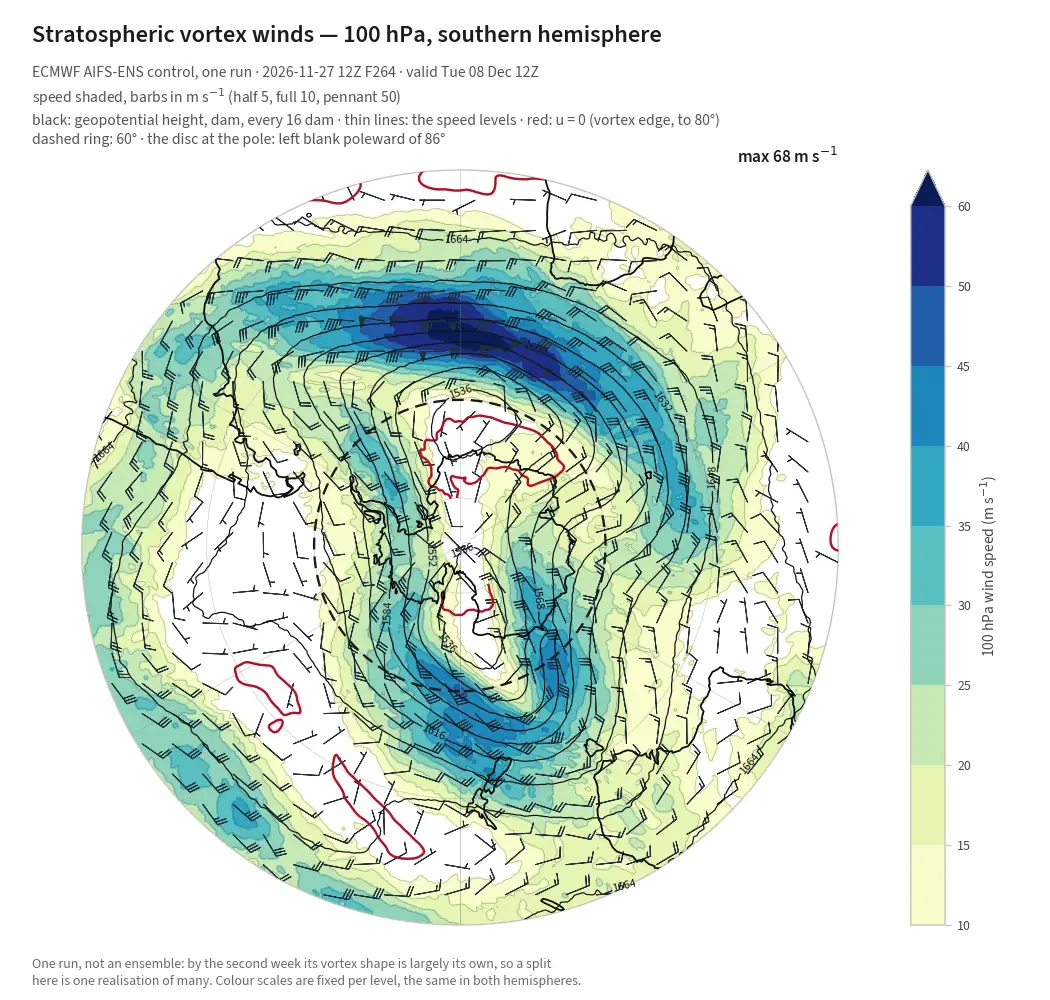 Stratospheric vortex winds — 100 hPa, southern hemisphere
ECMWF AIFS-ENS control, one run · 2026-11-27 12Z F264 · valid Tue 08 Dec 12Z
speed shaded, barbs in m s⁻¹ (half 5, full 10, pennant 50)
black: geopotential height, dam, every 16 dam · thin lines: the speed levels · red: u = 0 (vortex edge, to 80°)
dashed ring: 60° · the disc at the pole: left blank poleward of 86°
max 68 m s⁻¹
1664
1536
1632
1664
1648
1552
1536
1568
1584
1536
1616
1664
1664
60
50
45
40
35
30
25
20
15
10
100 hPa wind speed (m s⁻¹)
One run, not an ensemble: by the second week its vortex shape is largely its own, so a split
here is one realisation of many. Colour scales are fixed per level, the same in both hemispheres.